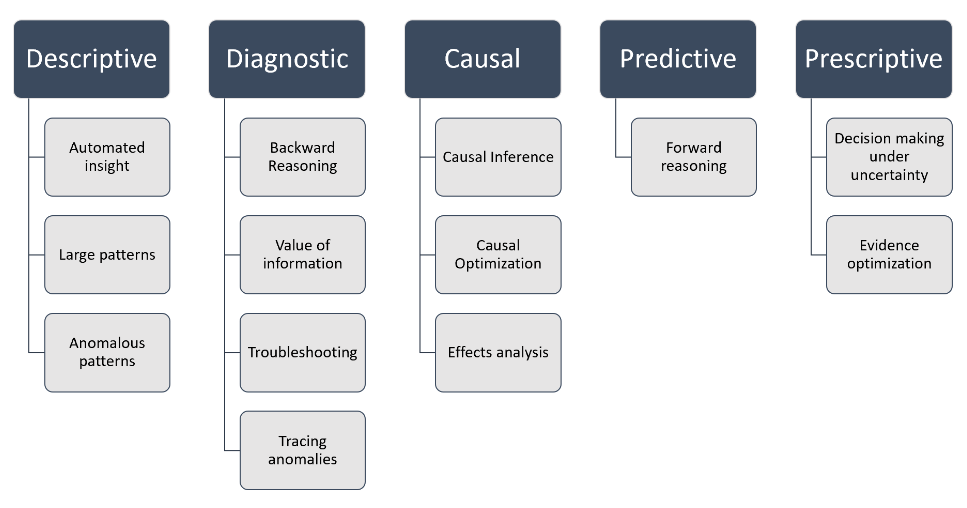 Descriptive
Automated
insight
Large patterns
Anomalous
patterns
Diagnostic
Backward
Reasoning
Value of
information
Troubleshooting
Tracing
anomalies
Causal
Causal Inference
Causal
Optimization
Effects analysis
Predictive
Forward
reasoning
Prescriptive
Decision making
under
uncertainty
Evidence
optimization